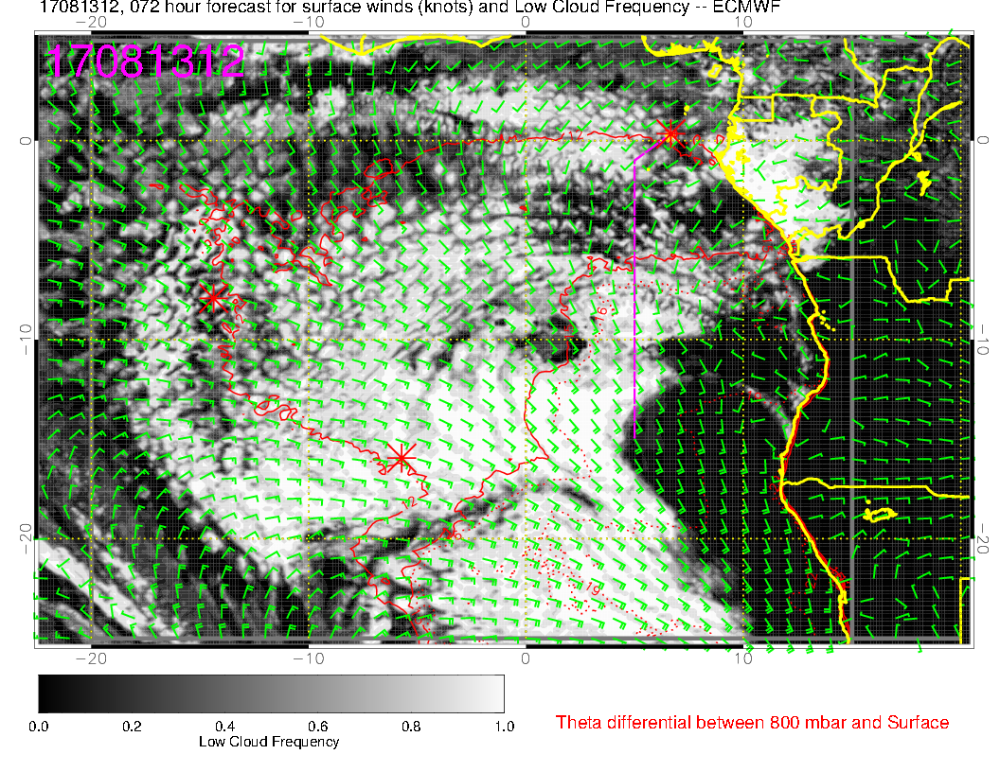 17081312, 072 hour forecast for surface winds (knots) and Low Cloud Frequency -- ECMWF
−20 −10 0 10
17081312
0 0
−10 −10
−20 −20
12
16
19
−20 −10 0 10
0.0 0.2 0.4 0.6 0.8 1.0
Low Cloud Frequency
Theta differential between 800 mbar and Surface